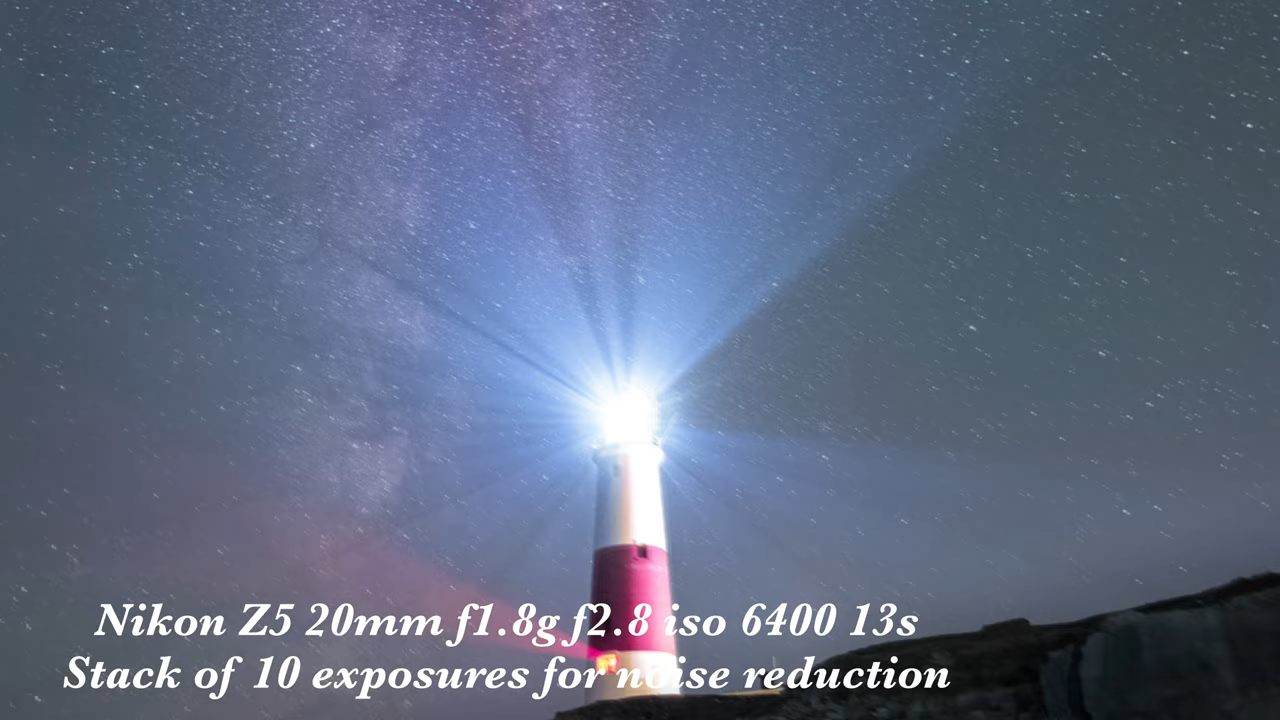 Nikon Z5 20mm f1.8g f2.8 iso 6400 13s
Stack of 10 exposures for noise reduction